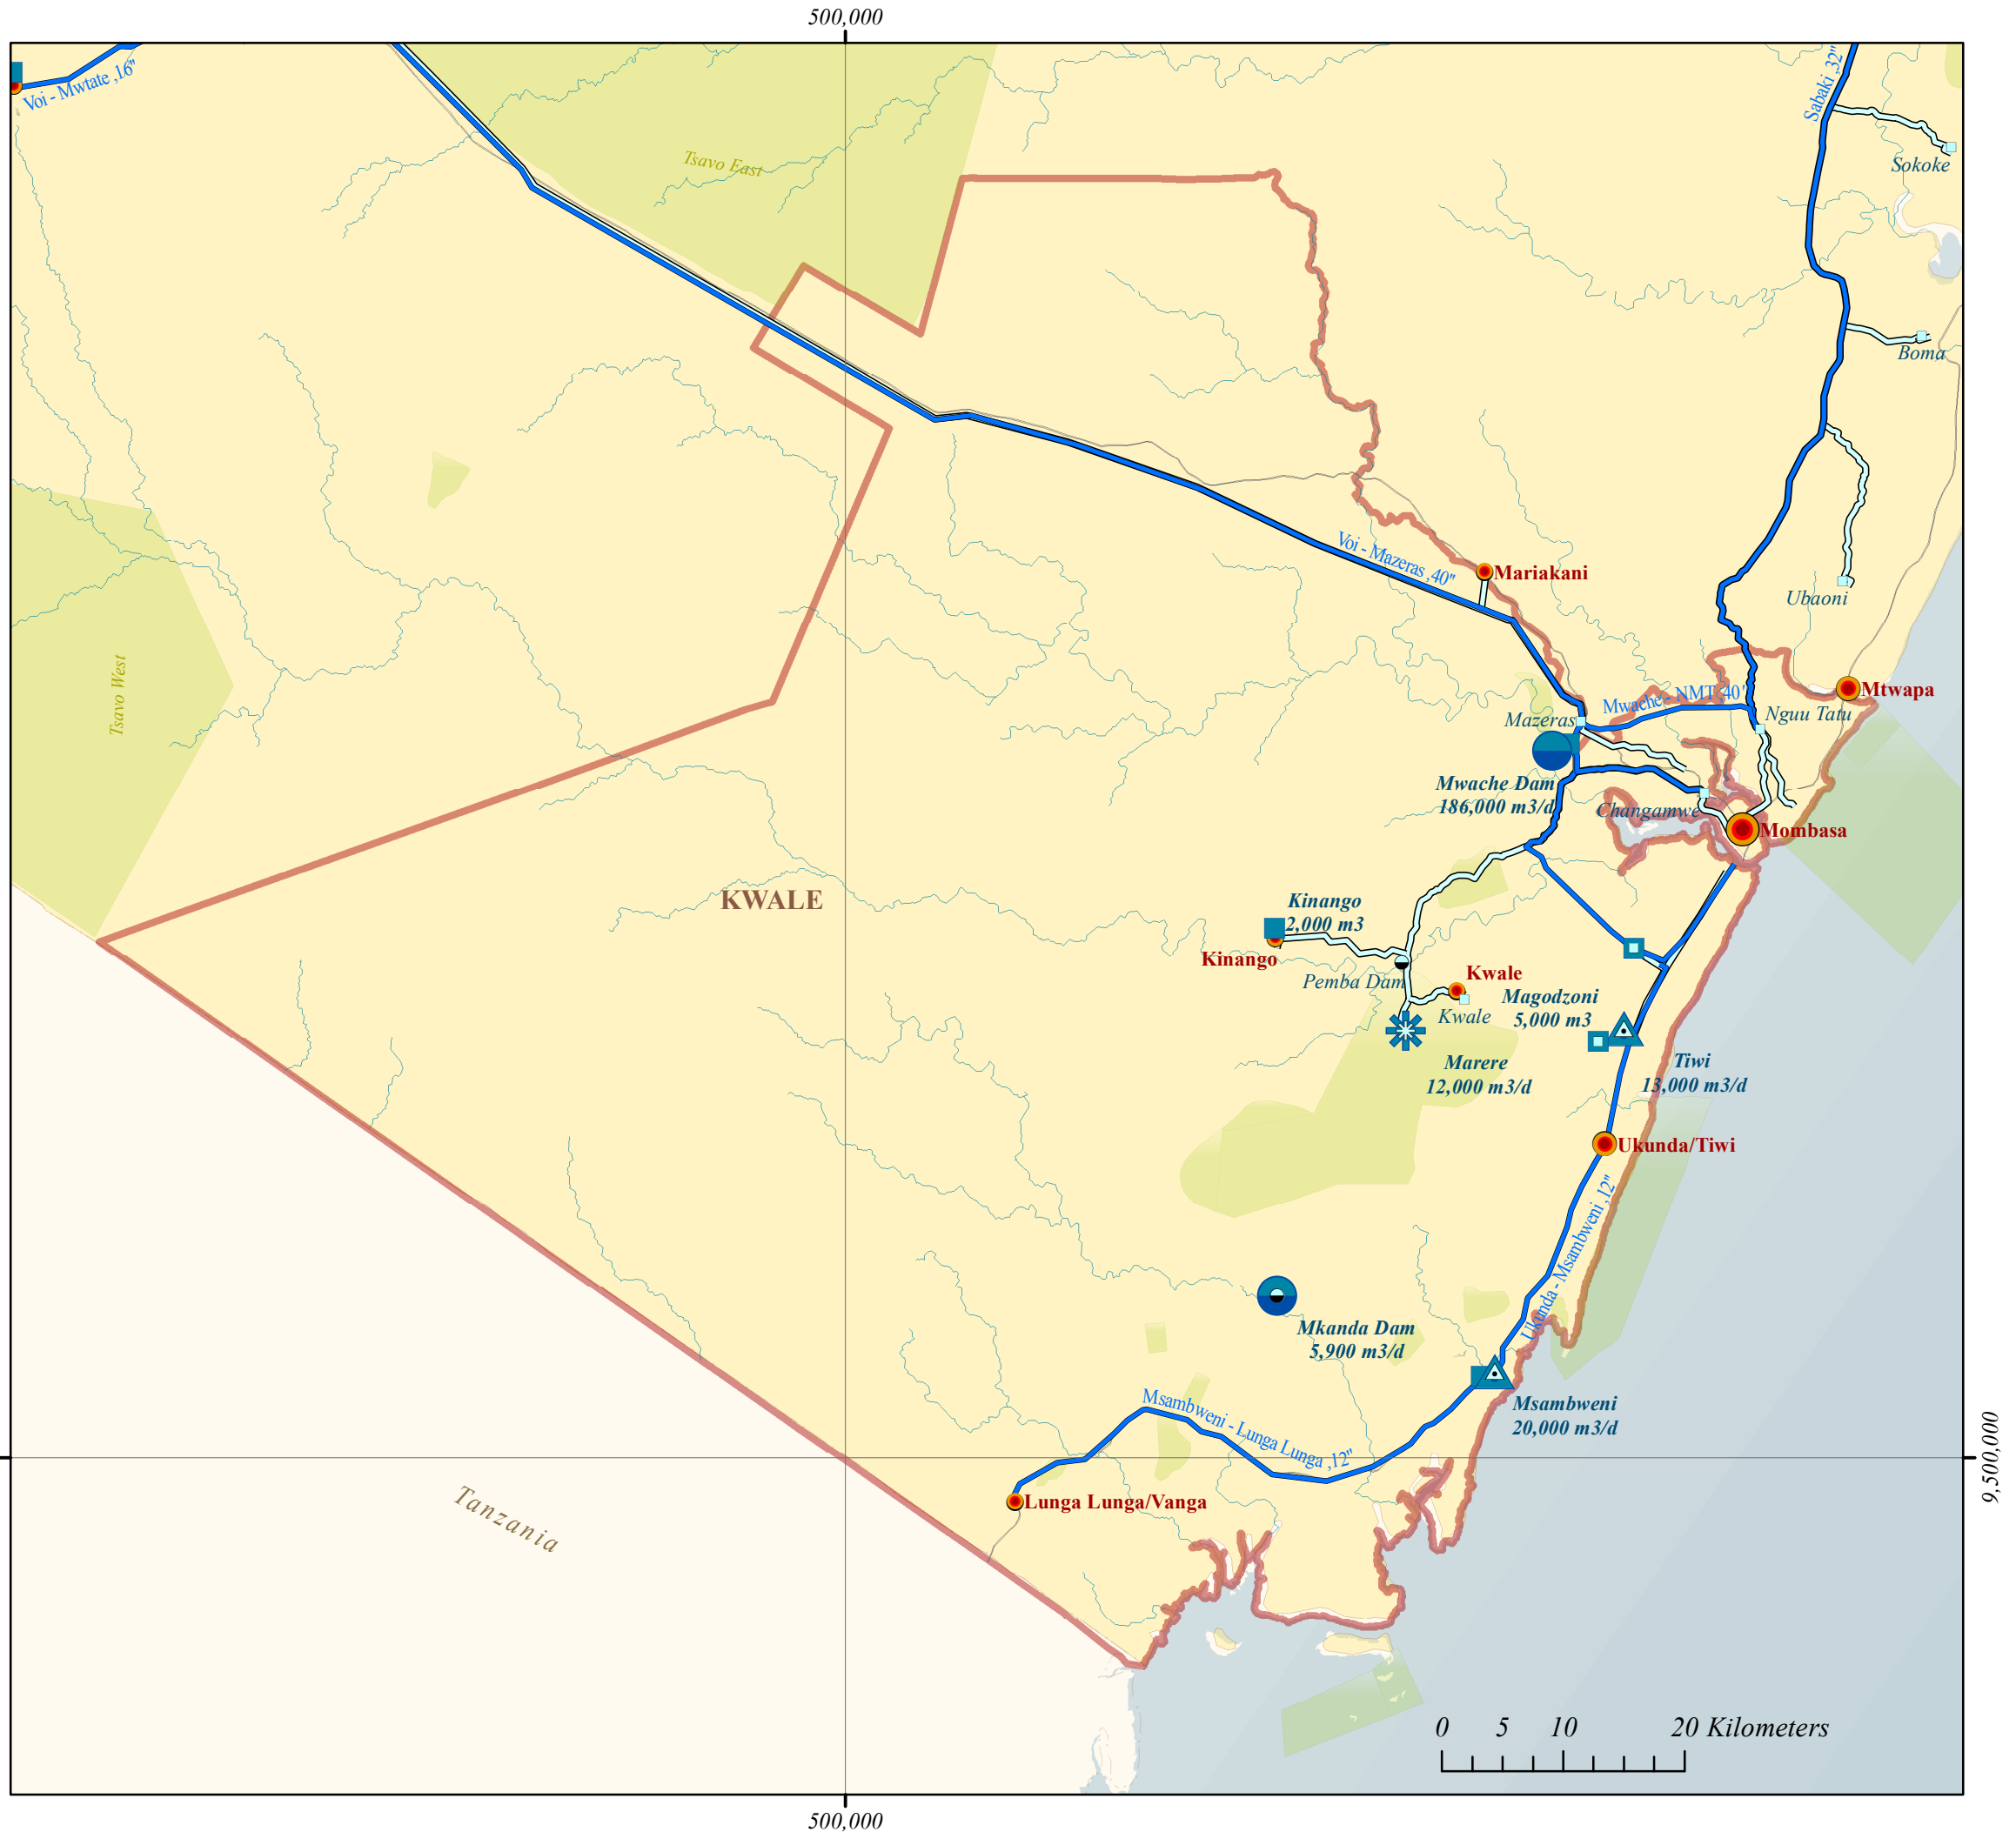 500,000
Voi - Mwtate ,16"
Sabaki ,32"
Tsavo East
Sokoke
Boma
Voi - Mazeras ,40"
Mariakani
Ubaoni
Tsavo West
Mtwapa
Mwache - NMT ,40"
Mazeras
Nguu Tatu
Mwache Dam
186,000 m3/d
Changamwe
Mombasa
KWALE
Kinango
2,000 m3
Kinango
Kwale
Pemba Dam
Magodzoni
5,000 m3
Kwale
Marere
12,000 m3/d
Tiwi
13,000 m3/d
Ukunda/Tiwi
Ukunda - Msambweni ,12"
Mkanda Dam
5,900 m3/d
Msambweni - Lunga Lunga ,12"
Msambweni
20,000 m3/d
9,500,000
Lunga Lunga/Vanga
Tanzania
0 5 10 20 Kilometers
500,000